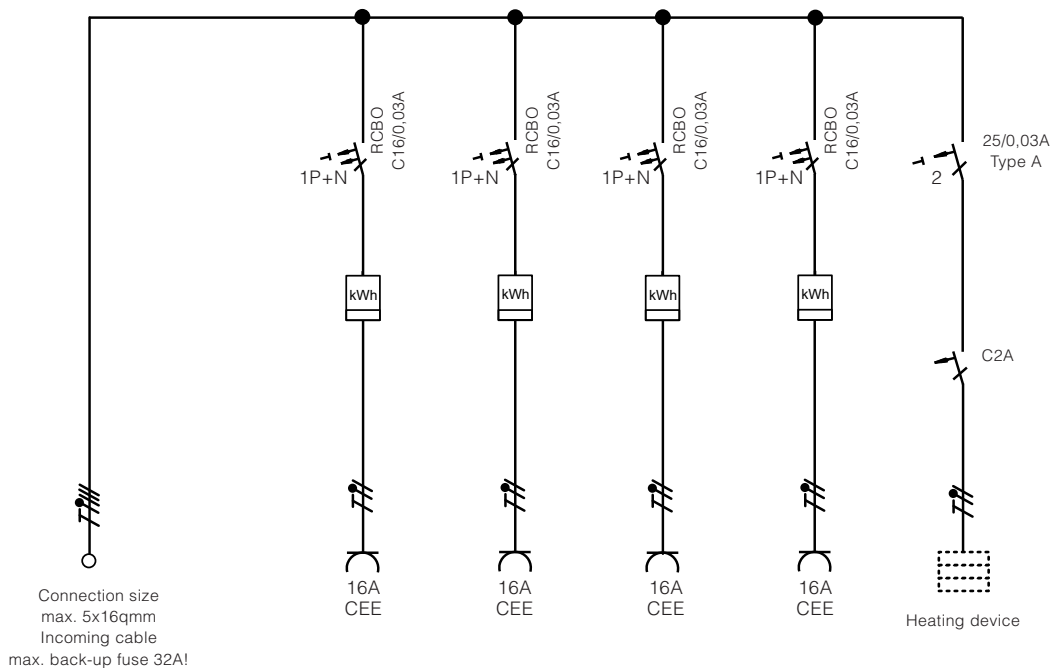 RCBO
C16/0,03A
1P+N
kWh
16A
CEE
RCBO
C16/0,03A
1P+N
kWh
16A
CEE
RCBO
C16/0,03A
1P+N
kWh
16A
CEE
RCBO
C16/0,03A
1P+N
kWh
16A
CEE
25/0,03A
Type A
2
C2A
Heating device
Connection size
max. 5x16qmm
Incoming cable
max. back-up fuse 32A!